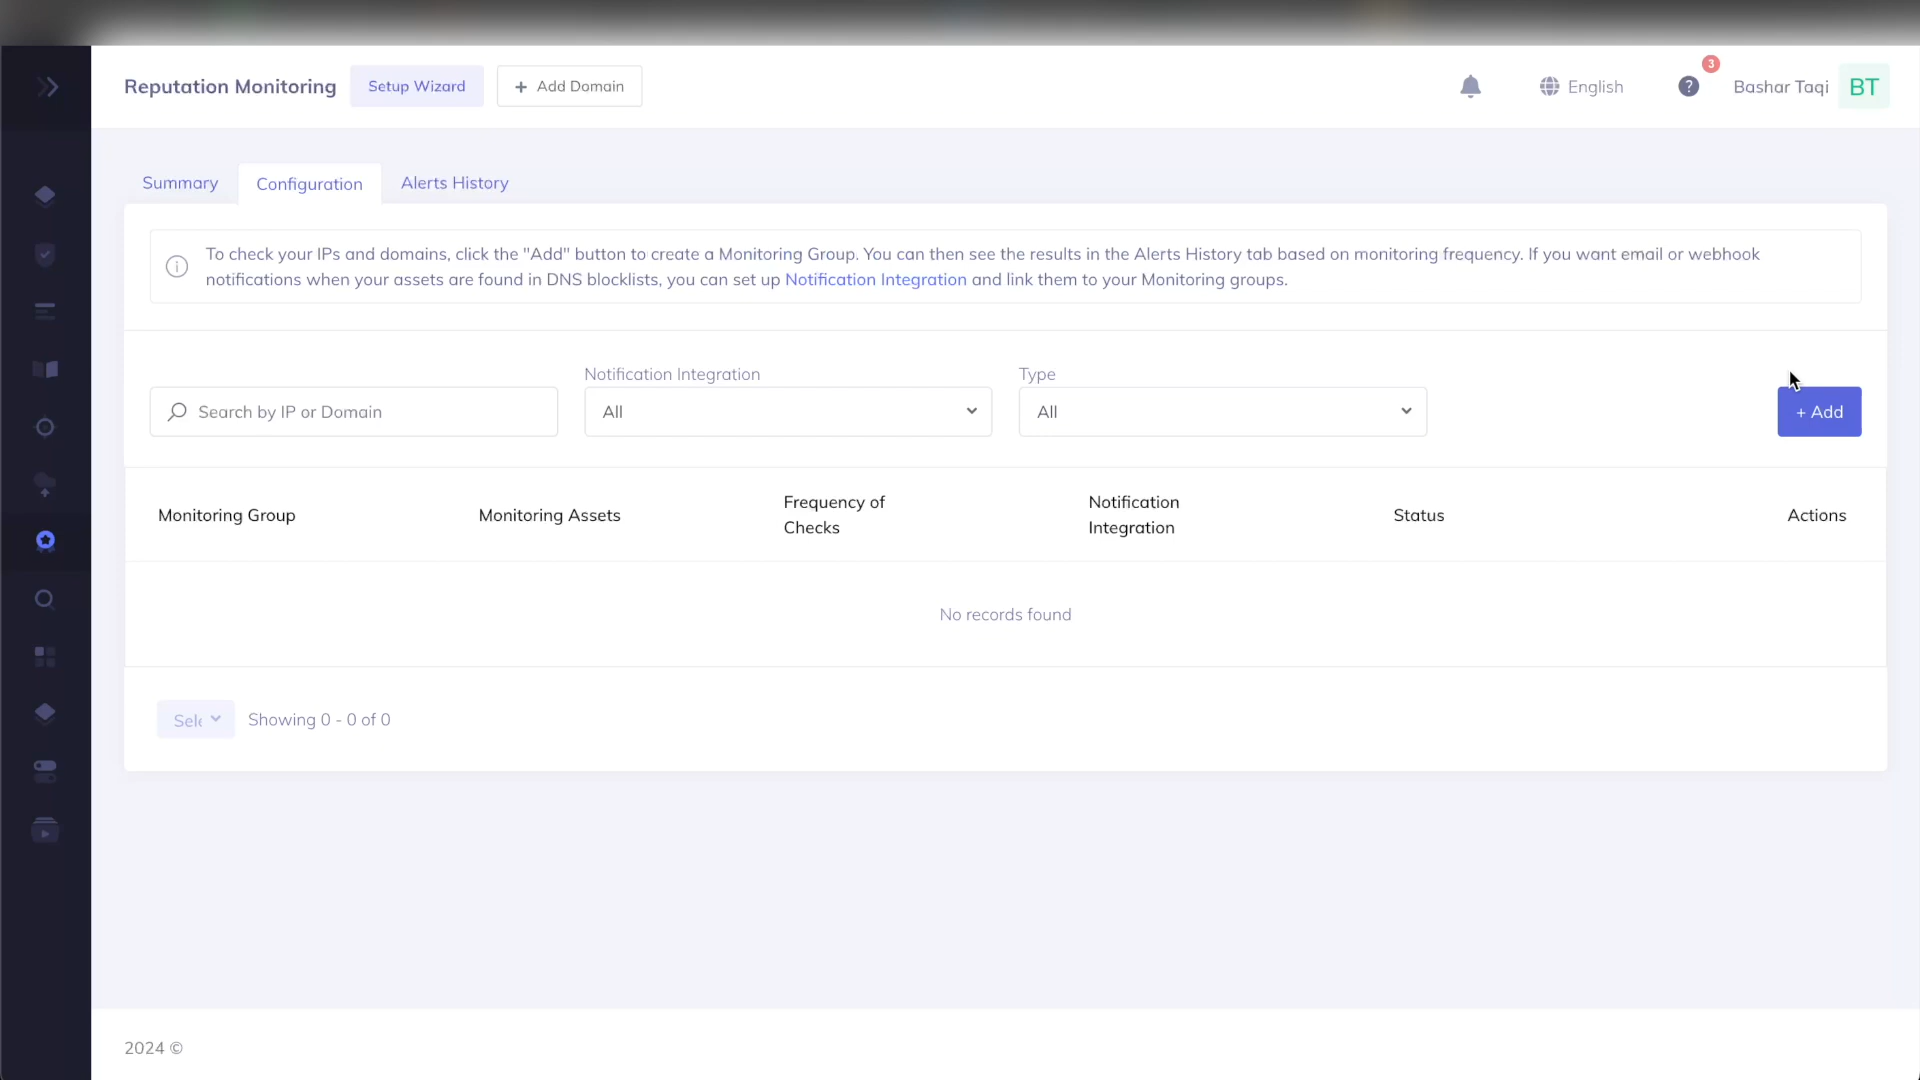 Reputation Monitoring
Setup Wizard
+ Add Domain
English
?
3
Bashar Taqi
BT
Summary
Configuration
Alerts History
To check your IPs and domains, click the "Add" button to create a Monitoring Group. You can then see the results in the Alerts History tab based on monitoring frequency. If you want email or webhook
notifications when your assets are found in DNS blocklists, you can set up Notification Integration and link them to your Monitoring groups.
Notification Integration
Type
Search by IP or Domain
All
All
+ Add
Monitoring Group
Monitoring Assets
Frequency of
Checks
Notification
Integration
Status
Actions
No records found
Sele
Showing 0 - 0 of 0
2024 ©